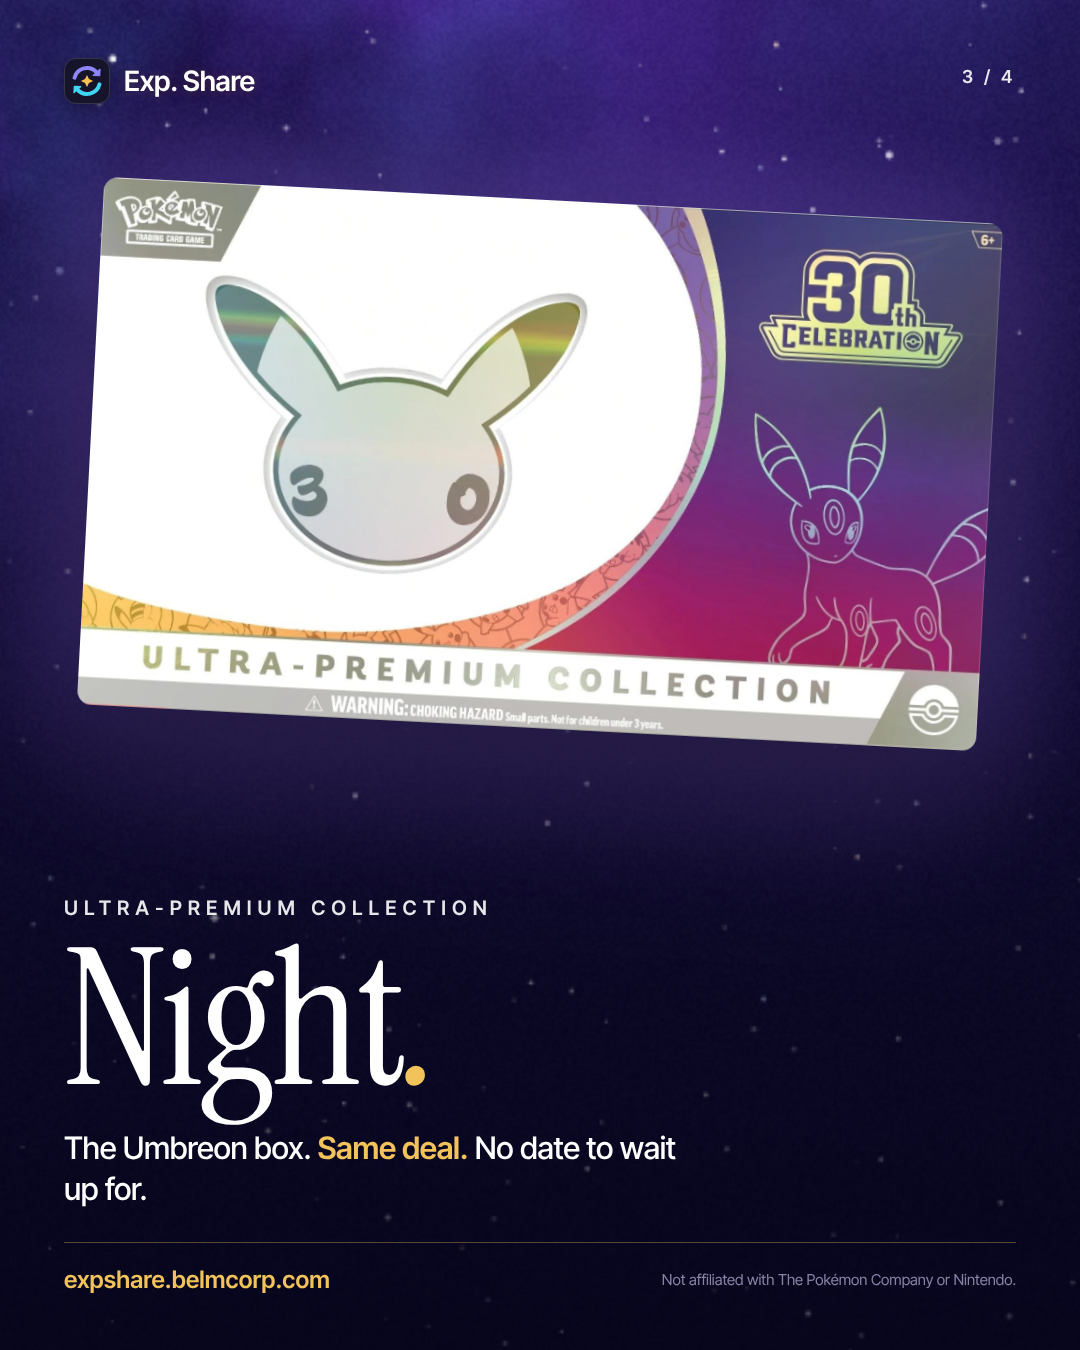 Exp. Share
3 / 4
POKéMON
TRADING CARD GAME
6+
30th
CELEBRATION
3 0
ULTRA-PREMIUM COLLECTION
WARNING: CHOKING HAZARD Small parts. Not for children under 3 years.
ULTRA-PREMIUM COLLECTION
Night.
The Umbreon box. Same deal. No date to wait
up for.
expshare.belmcorp.com
Not affiliated with The Pokémon Company or Nintendo.